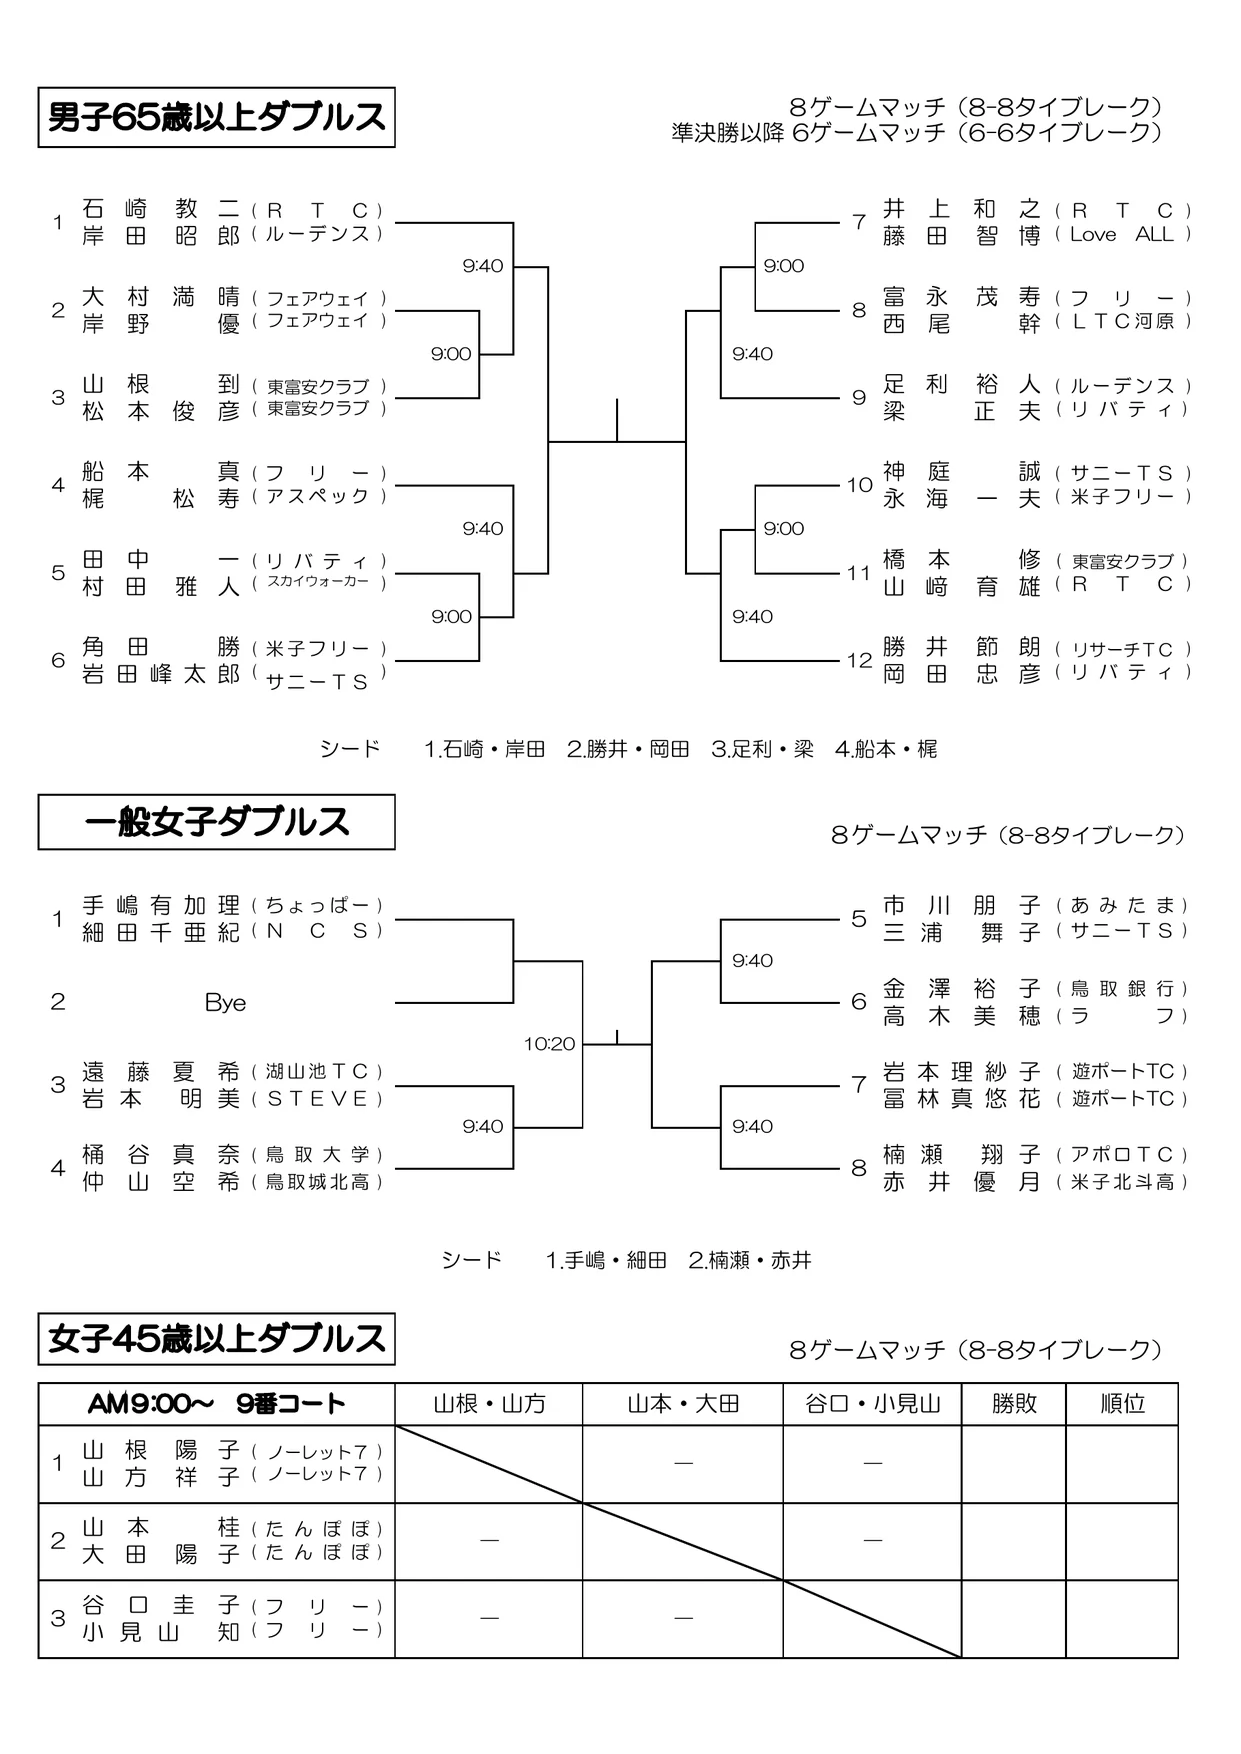 男子65歳以上ダブルス
8ゲームマッチ（8-8タイブレーク）
準決勝以降 6ゲームマッチ（6-6タイブレーク）
1 石崎教二（RTC）
岸田昭郎（ルーデンス）
9:40
2 大村満晴（フェアウェイ）
岸野優（フェアウェイ）
9:00
3 山根到（東富安クラブ）
松本俊彦（東富安クラブ）
4 船本真（フリー）
梶松寿（アスペック）
9:40
5 田中一（リバティ）
村田雅人（スカイウォーカー）
9:00
6 角田勝（米子フリー）
岩田峰太郎（サニーTS）
7 井上和之（RTC）
藤田智博（Love ALL）
9:00
8 富永茂寿（フリー）
西尾幹（LTC河原）
9:40
9 足利裕人（ルーデンス）
梁正夫（リバティ）
10 神庭誠（サニーTS）
永海一夫（米子フリー）
9:00
11 橋本修（東富安クラブ）
山﨑育雄（RTC）
9:40
12 勝井節朗（リサーチTC）
岡田忠彦（リバティ）
シード 1.石崎・岸田 2.勝井・岡田 3.足利・梁 4.船本・梶
一般女子ダブルス
8ゲームマッチ（8-8タイブレーク）
1 手嶋有加理（ちょっぱー）
細田千亜紀（NCS）
2 Bye
10:20
3 遠藤夏希（湖山池TC）
岩本明美（STEVE）
9:40
4 桶谷真奈（鳥取大学）
仲山空希（鳥取城北高）
5 市川朋子（あみたま）
三浦舞子（サニーTS）
9:40
6 金澤裕子（鳥取銀行）
高木美穂（ラフ）
7 岩本理紗子（遊ポートTC）
冨林真悠花（遊ポートTC）
9:40
8 楠瀬翔子（アポロTC）
赤井優月（米子北斗高）
シード 1.手嶋・細田 2.楠瀬・赤井
女子45歳以上ダブルス
8ゲームマッチ（8-8タイブレーク）
AM9:00～ 9番コート 山根・山方 山本・大田 谷口・小見山 勝敗 順位
1 山根陽子（ノーレット7） — —
山方祥子（ノーレット7）
2 山本桂（たんぽぽ） — —
大田陽子（たんぽぽ）
3 谷口圭子（フリー） — —
小見山知（フリー）